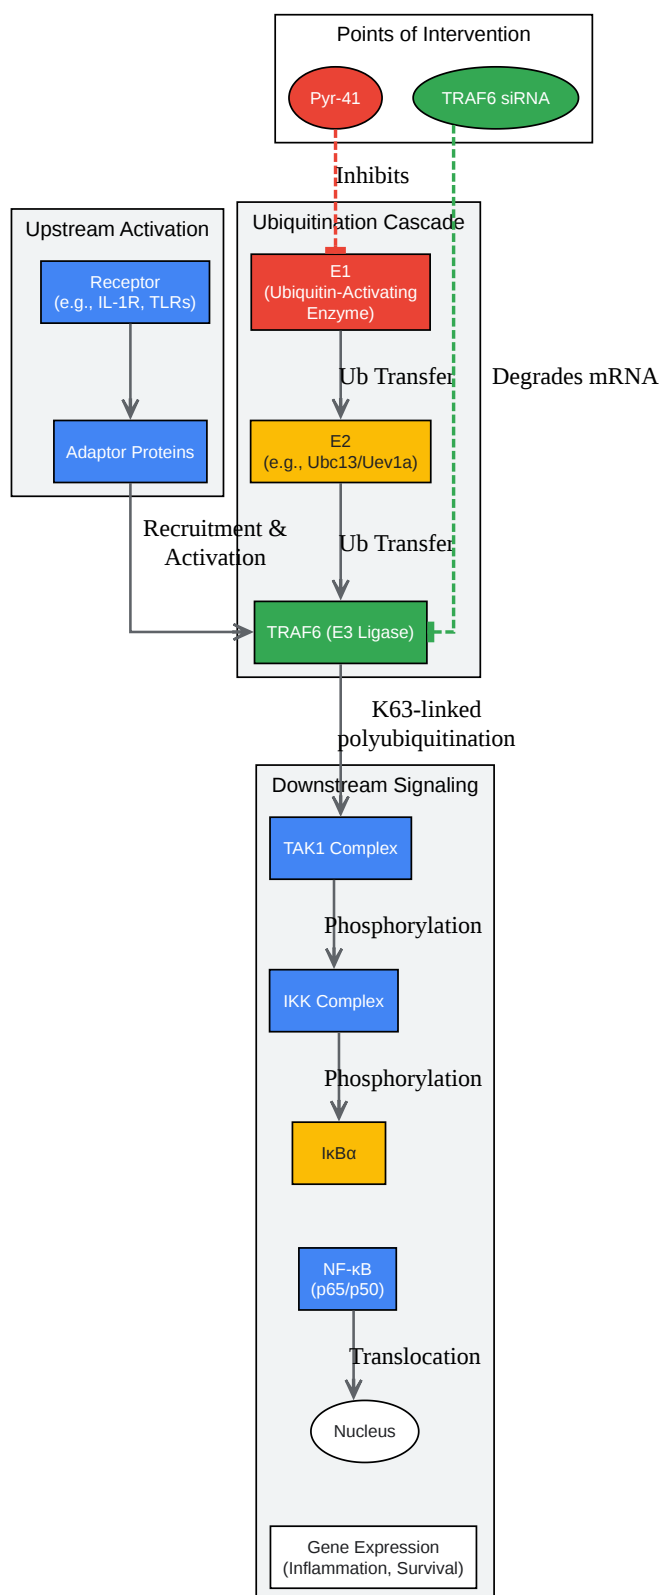 Points of Intervention
Pyr-41
TRAF6 siRNA
Inhibits
Upstream Activation
Receptor
(e.g., IL-1R, TLRs)
Adaptor Proteins
Recruitment &
Activation
Ubiquitination Cascade
E1
(Ubiquitin-Activating
Enzyme)
Ub Transfer
Degrades mRNA
E2
(e.g., Ubc13/Uev1a)
Ub Transfer
TRAF6 (E3 Ligase)
K63-linked
polyubiquitination
Downstream Signaling
TAK1 Complex
Phosphorylation
IKK Complex
Phosphorylation
IκBα
NF-κB
(p65/p50)
Translocation
Nucleus
Gene Expression
(Inflammation, Survival)